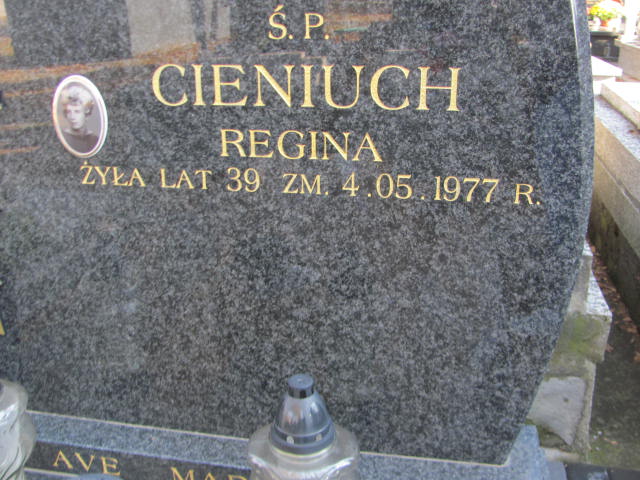 Ś. P.
CIENIUCH
REGINA
ŻYŁA LAT 39 ZM. 4.05.1977 R.
AVE